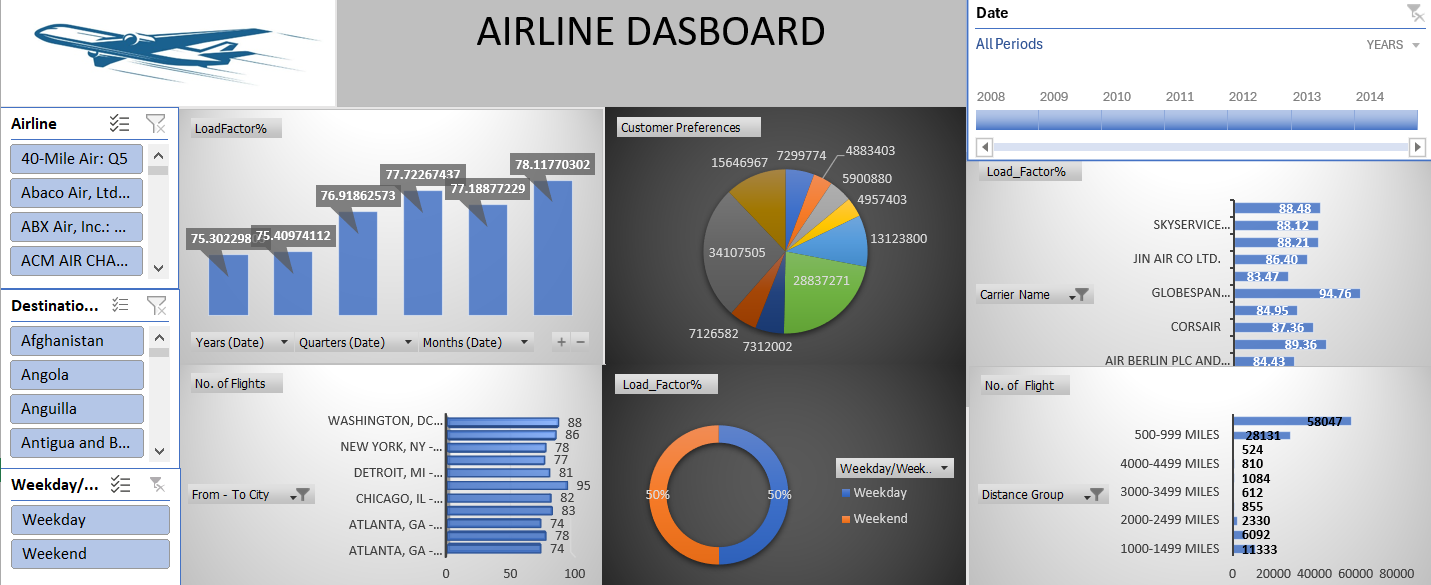 AIRLINE DASBOARD
Date
All Periods
YEARS
2008 2009 2010 2011 2012 2013 2014
Airline
40-Mile Air: Q5
Abaco Air, Ltd...
ABX Air, Inc.: ...
ACM AIR CHA...
Destinatio...
Afghanistan
Angola
Anguilla
Antigua and B...
Weekday/...
Weekday
Weekend
LoadFactor%
75.302298
75.40974112
76.91862573
77.72267437
77.18877229
78.11770302
Years (Date) Quarters (Date) Months (Date)
+ −
Customer Preferences
15646967
7299774
4883403
5900880
4957403
13123800
28837271
7312002
7126582
34107505
Load_Factor%
Carrier Name
88.48
SKYSERVICE... 88.12
88.21
JIN AIR CO LTD. 86.40
83.47
GLOBESPAN... 94.76
84.95
CORSAIR 87.36
89.36
AIR BERLIN PLC AND... 84.43
No. of Flights
From - To City
WASHINGTON, DC... 88
86
NEW YORK, NY -... 78
77
DETROIT, MI -... 81
95
CHICAGO, IL -... 82
83
ATLANTA, GA -... 74
78
ATLANTA, GA -... 74
0 50 100
Load_Factor%
50%
50%
Weekday/Week..
Weekday
Weekend
No. of Flight
Distance Group
58047
500-999 MILES 28131
524
4000-4499 MILES 810
1084
3000-3499 MILES 612
855
2000-2499 MILES 2330
6092
1000-1499 MILES 11333
0 20000 40000 60000 80000